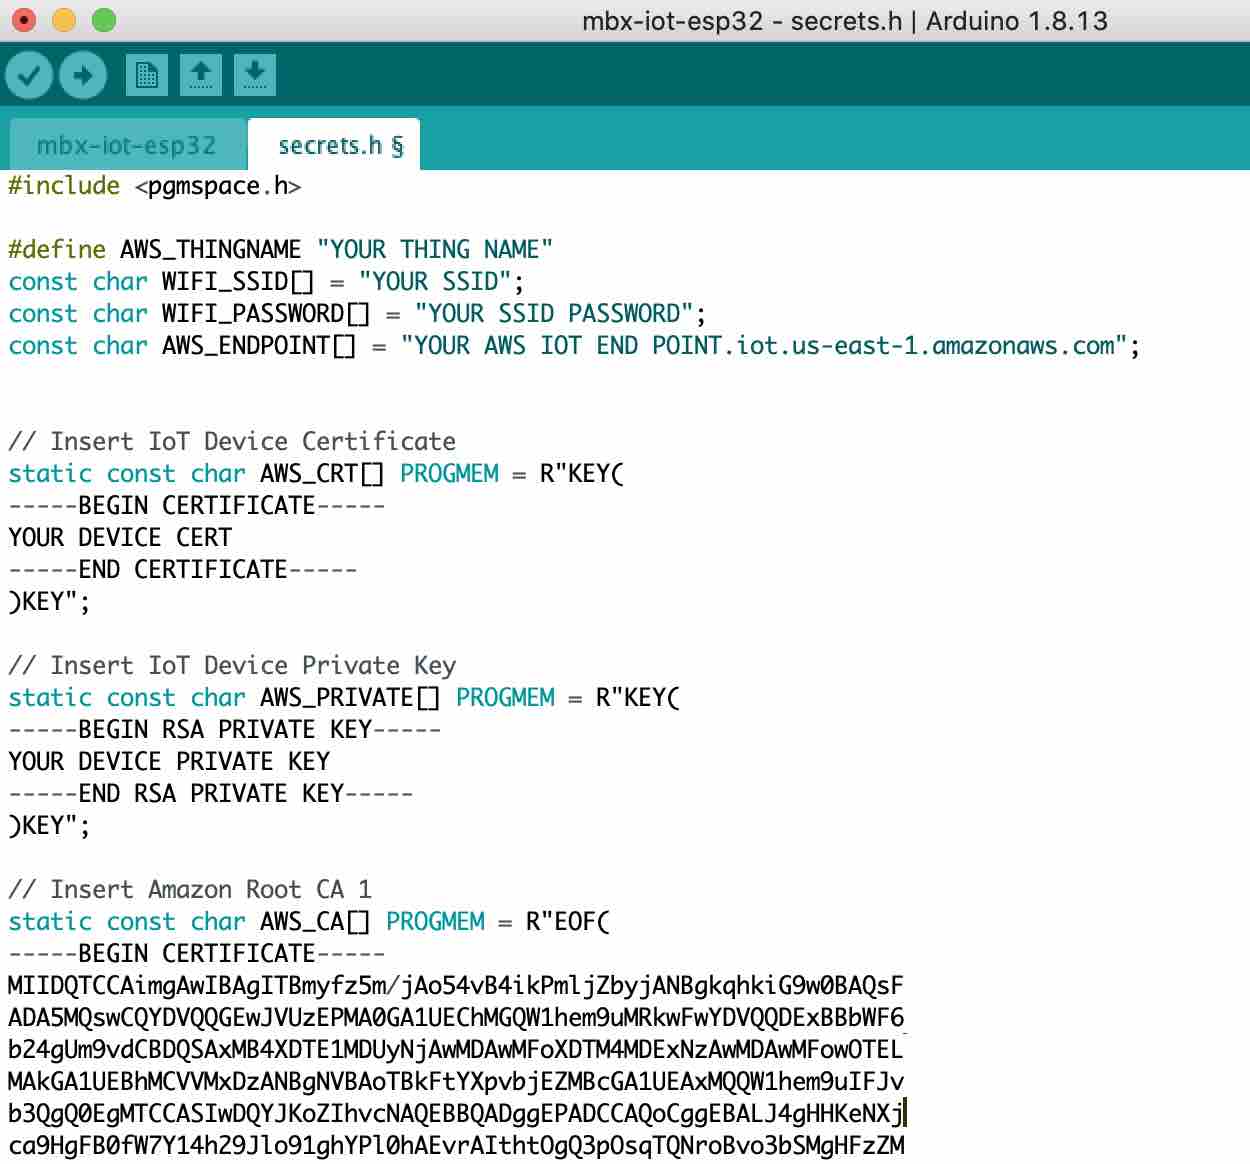 mbx-iot-esp32 - secrets.h | Arduino 1.8.13
mbx-iot-esp32
secrets.h §
#include <pgmspace.h>
#define AWS_THINGNAME "YOUR THING NAME"
const char WIFI_SSID[] = "YOUR SSID";
const char WIFI_PASSWORD[] = "YOUR SSID PASSWORD";
const char AWS_ENDPOINT[] = "YOUR AWS IOT END POINT.iot.us-east-1.amazonaws.com";
// Insert IoT Device Certificate
static const char AWS_CRT[] PROGMEM = R"KEY(
-----BEGIN CERTIFICATE-----
YOUR DEVICE CERT
-----END CERTIFICATE-----
)KEY";
// Insert IoT Device Private Key
static const char AWS_PRIVATE[] PROGMEM = R"KEY(
-----BEGIN RSA PRIVATE KEY-----
YOUR DEVICE PRIVATE KEY
-----END RSA PRIVATE KEY-----
)KEY";
// Insert Amazon Root CA 1
static const char AWS_CA[] PROGMEM = R"EOF(
-----BEGIN CERTIFICATE-----
MIIDQTCCAimgAwIBAgITBmyfz5m/jAo54vB4ikPmljZbyjANBgkqhkiG9w0BAQsF
ADA5MQswCQYDVQQGEwJVUzEPMA0GA1UEChMGQW1hem9uMRkwFwYDVQQDExBBbWF6
b24gUm9vdCBDQSAxMB4XDTE1MDUyNjAwMDAwMFoXDTM4MDExNzAwMDAwMFowOTEL
MAkGA1UEBhMCVVMxDzANBgNVBAoTBkFtYXpvbjEZMBcGA1UEAxMQQW1hem9uIFJv
b3QgQ0EgMTCCASIwDQYJKoZIhvcNAQEBBQADggEPADCCAQoCggEBALJ4gHHKeNXj
ca9HgFB0fW7Y14h29Jlo91ghYPl0hAEvrAIthtOgQ3pOsqTQNroBvo3bSMgHFzZM